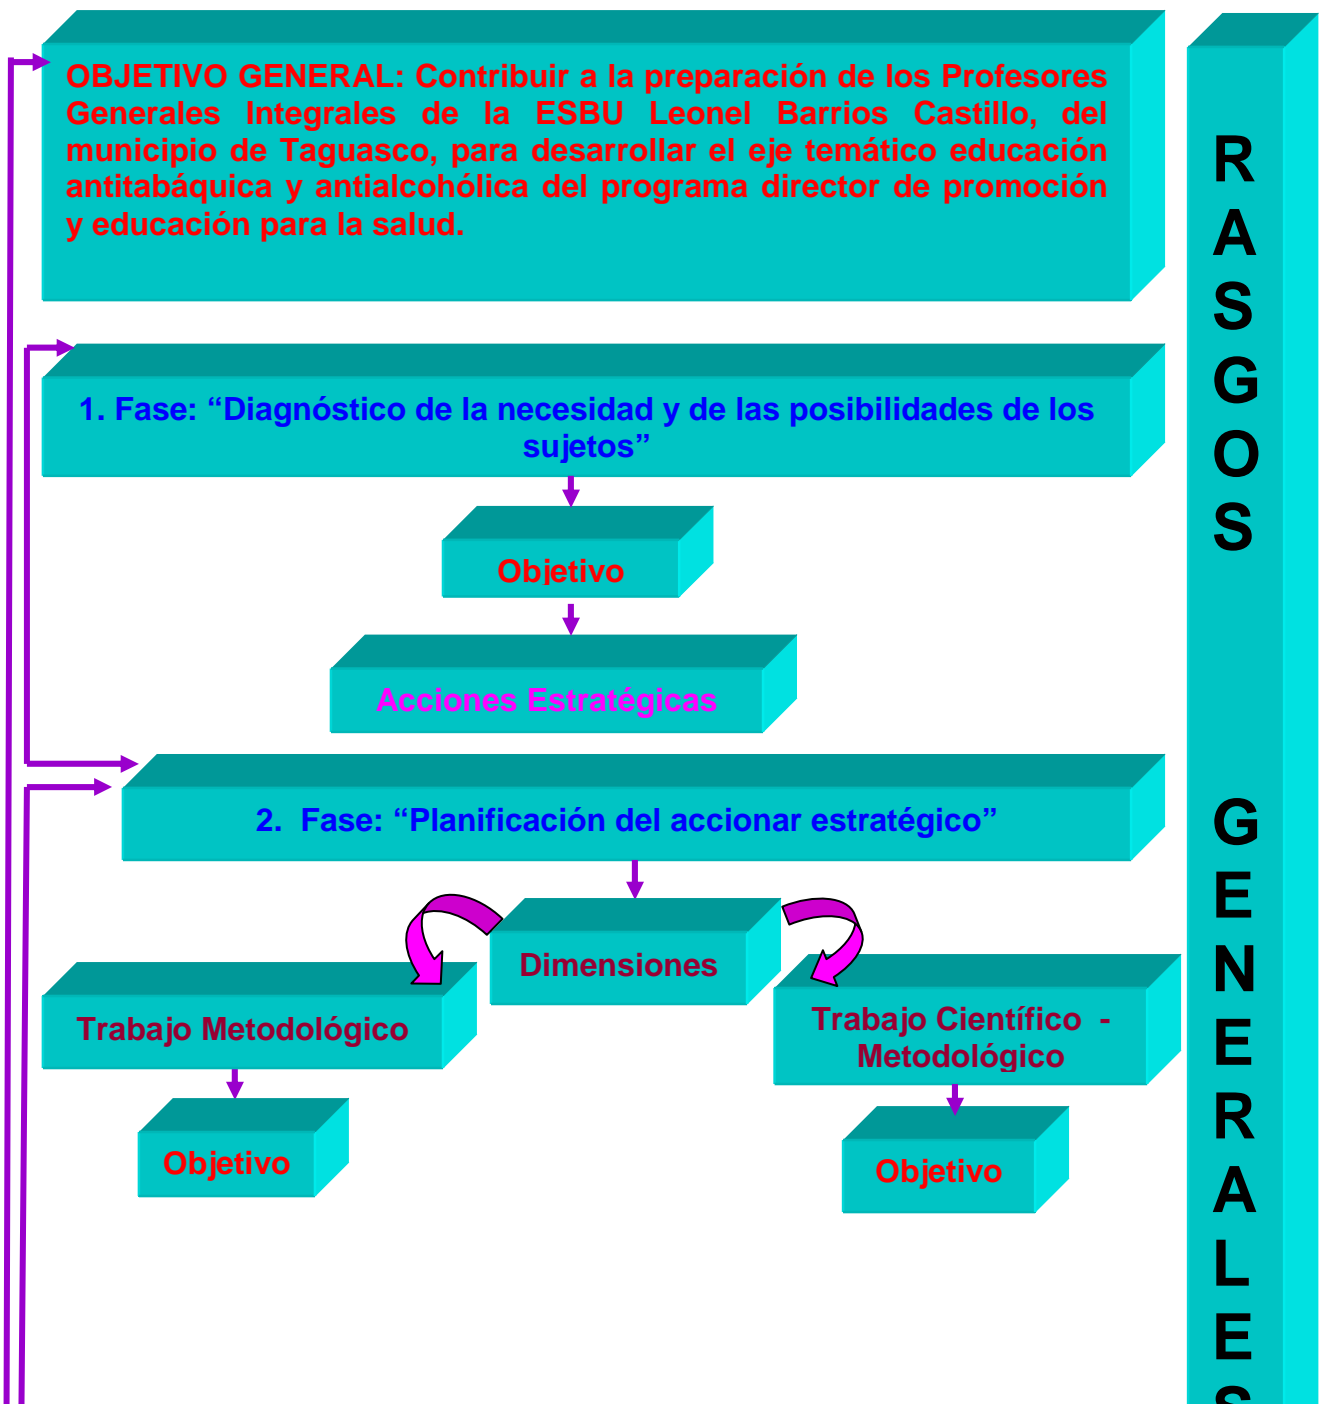 OBJETIVO GENERAL: Contribuir a la preparación de los Profesores
Generales Integrales de la ESBU Leonel Barrios Castillo, del
municipio de Taguasco, para desarrollar el eje temático educación
antitabáquica y antialcohólica del programa director de promoción
y educación para la salud.
1. Fase: “Diagnóstico de la necesidad y de las posibilidades de los
sujetos”
Objetivo
Acciones Estratégicas
2. Fase: “Planificación del accionar estratégico”
Dimensiones
Trabajo Metodológico
Trabajo Científico -
Metodológico
Objetivo
Objetivo
R
A
S
G
O
S
G
E
N
E
R
A
L
E
S